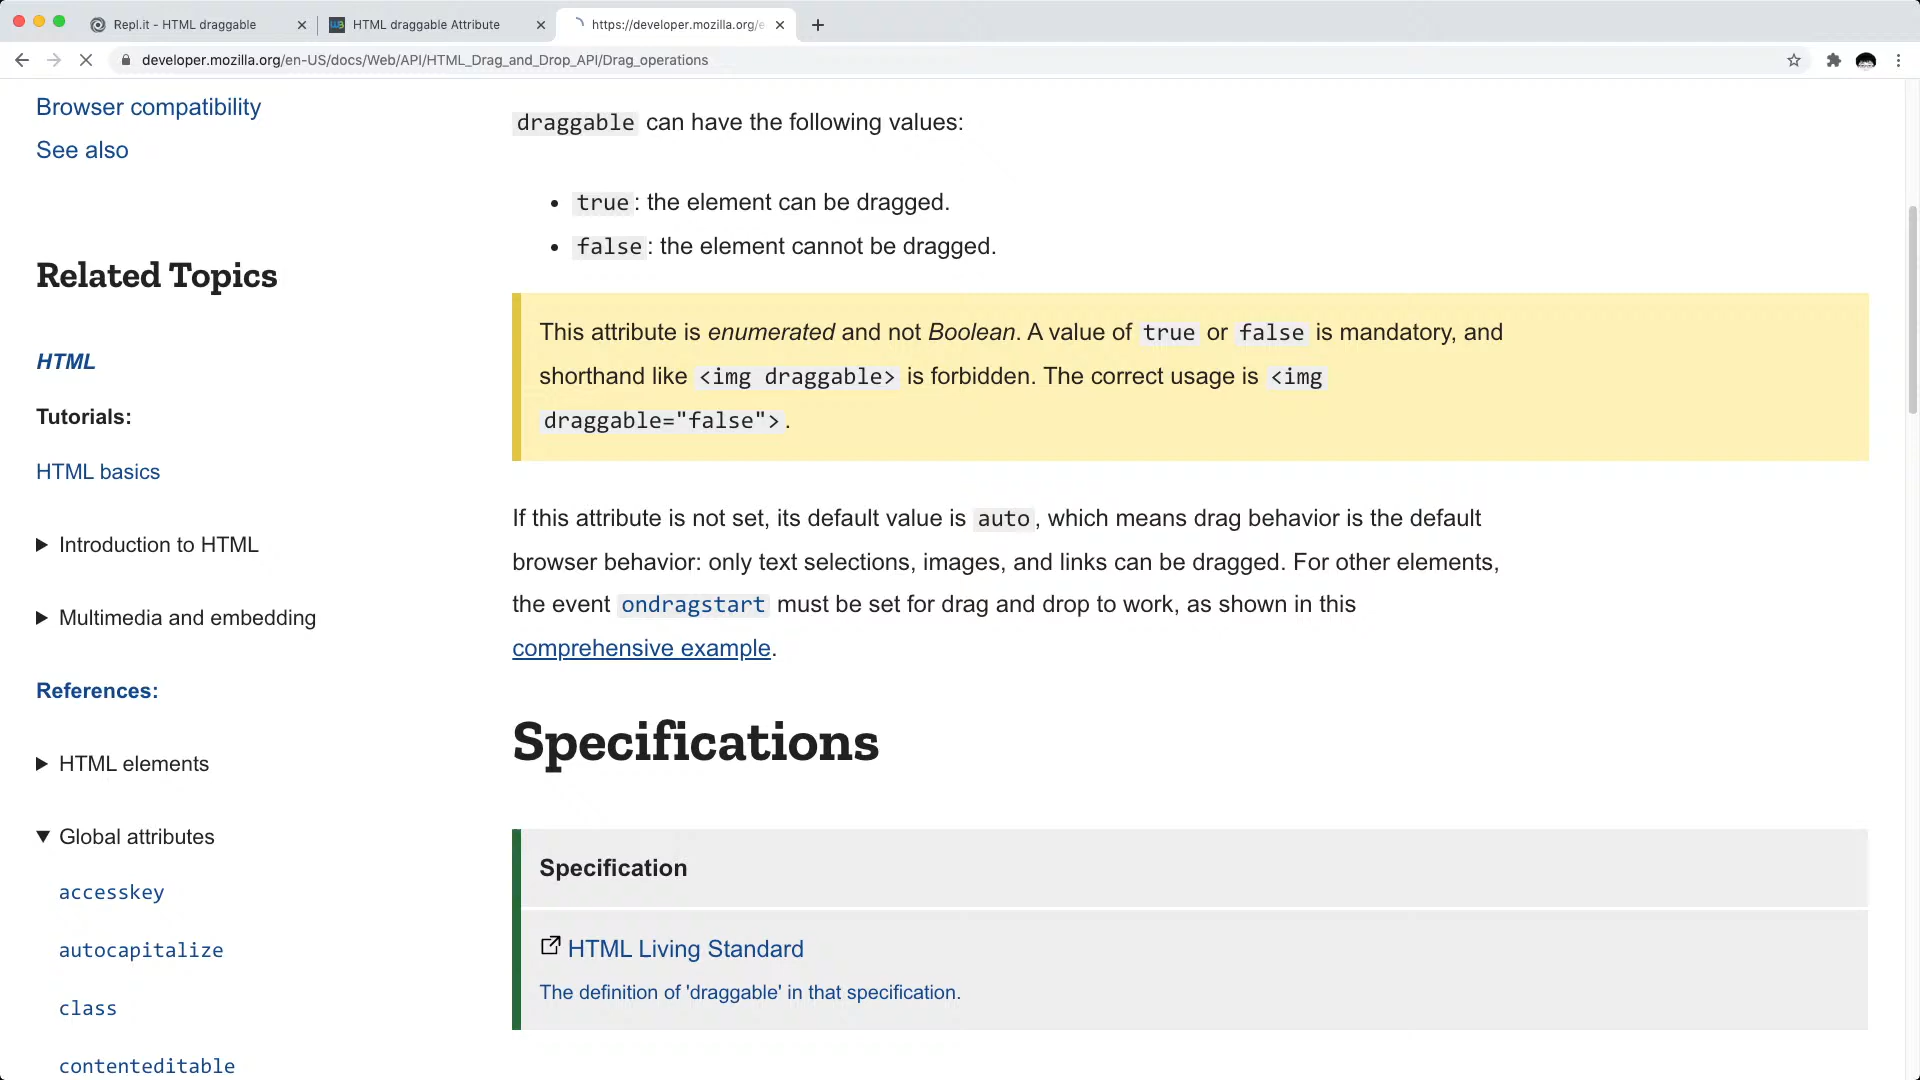 Repl.it - HTML draggable
HTML draggable Attribute
https://developer.mozilla.org/e
developer.mozilla.org/en-US/docs/Web/API/HTML_Drag_and_Drop_API/Drag_operations
Browser compatibility
See also
Related Topics
HTML
Tutorials:
HTML basics
Introduction to HTML
Multimedia and embedding
References:
HTML elements
Global attributes
accesskey
autocapitalize
class
contenteditable
draggable can have the following values:
• true: the element can be dragged.
• false: the element cannot be dragged.
This attribute is enumerated and not Boolean. A value of true or false is mandatory, and
shorthand like <img draggable> is forbidden. The correct usage is <img
draggable="false">.
If this attribute is not set, its default value is auto, which means drag behavior is the default
browser behavior: only text selections, images, and links can be dragged. For other elements,
the event ondragstart must be set for drag and drop to work, as shown in this
comprehensive example.
Specifications
Specification
HTML Living Standard
The definition of 'draggable' in that specification.